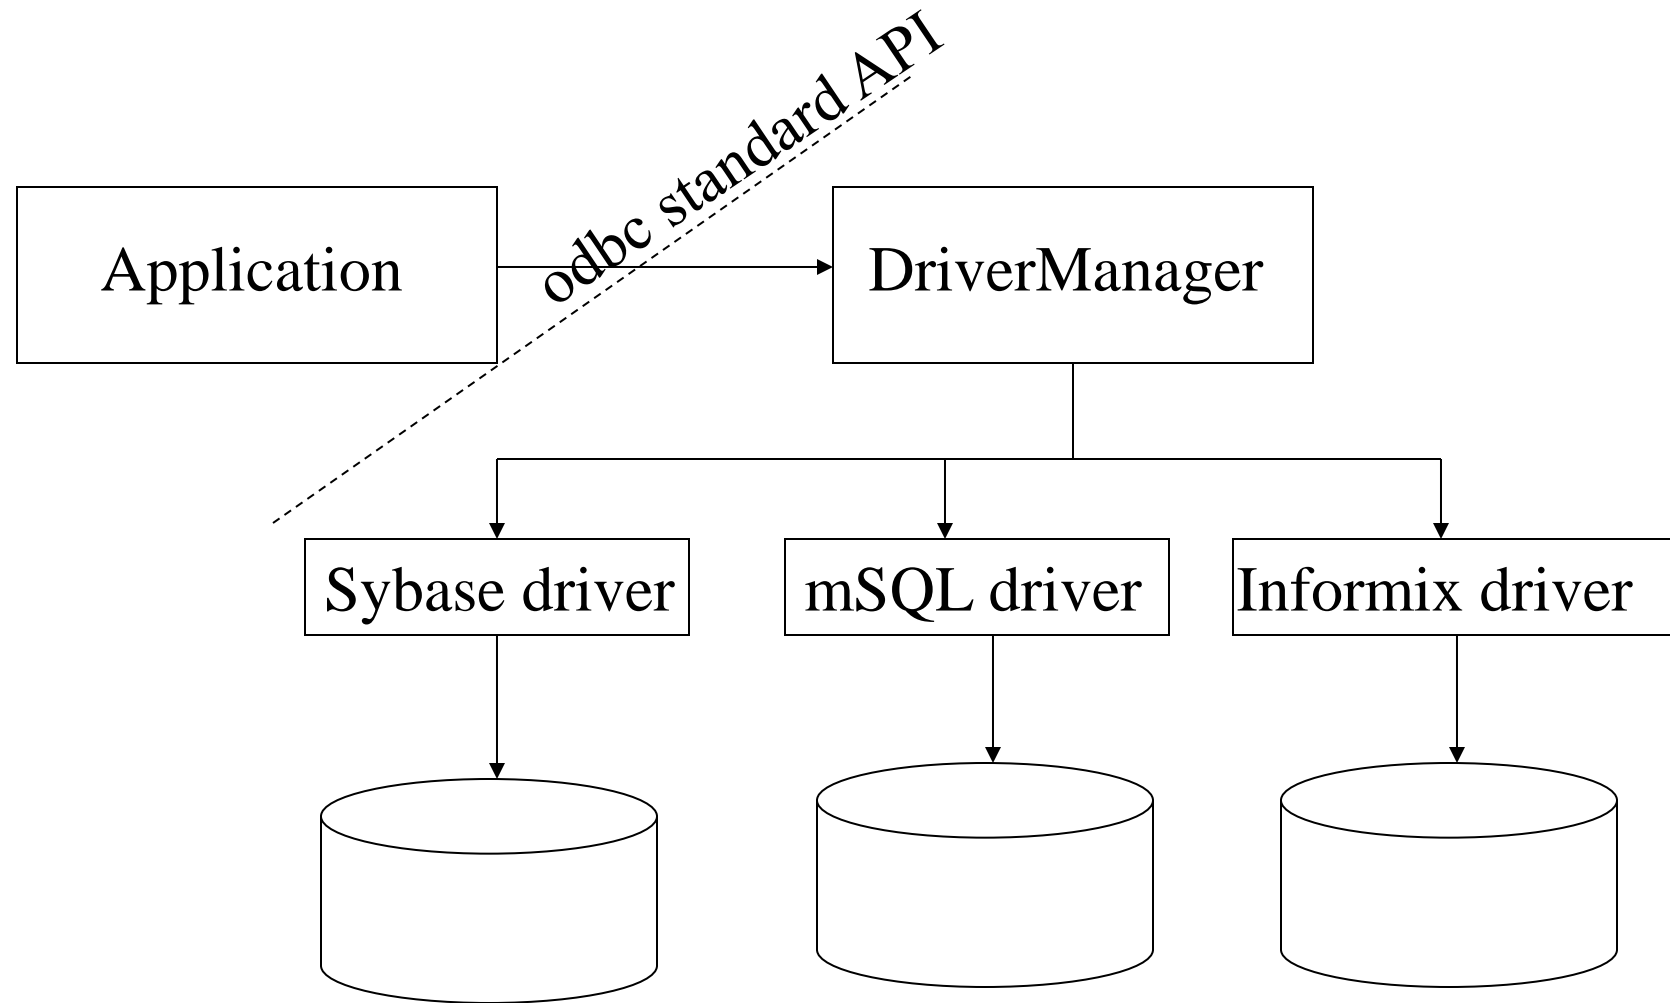 odbc standard API
Application
DriverManager
Sybase driver
mSQL driver
Informix driver